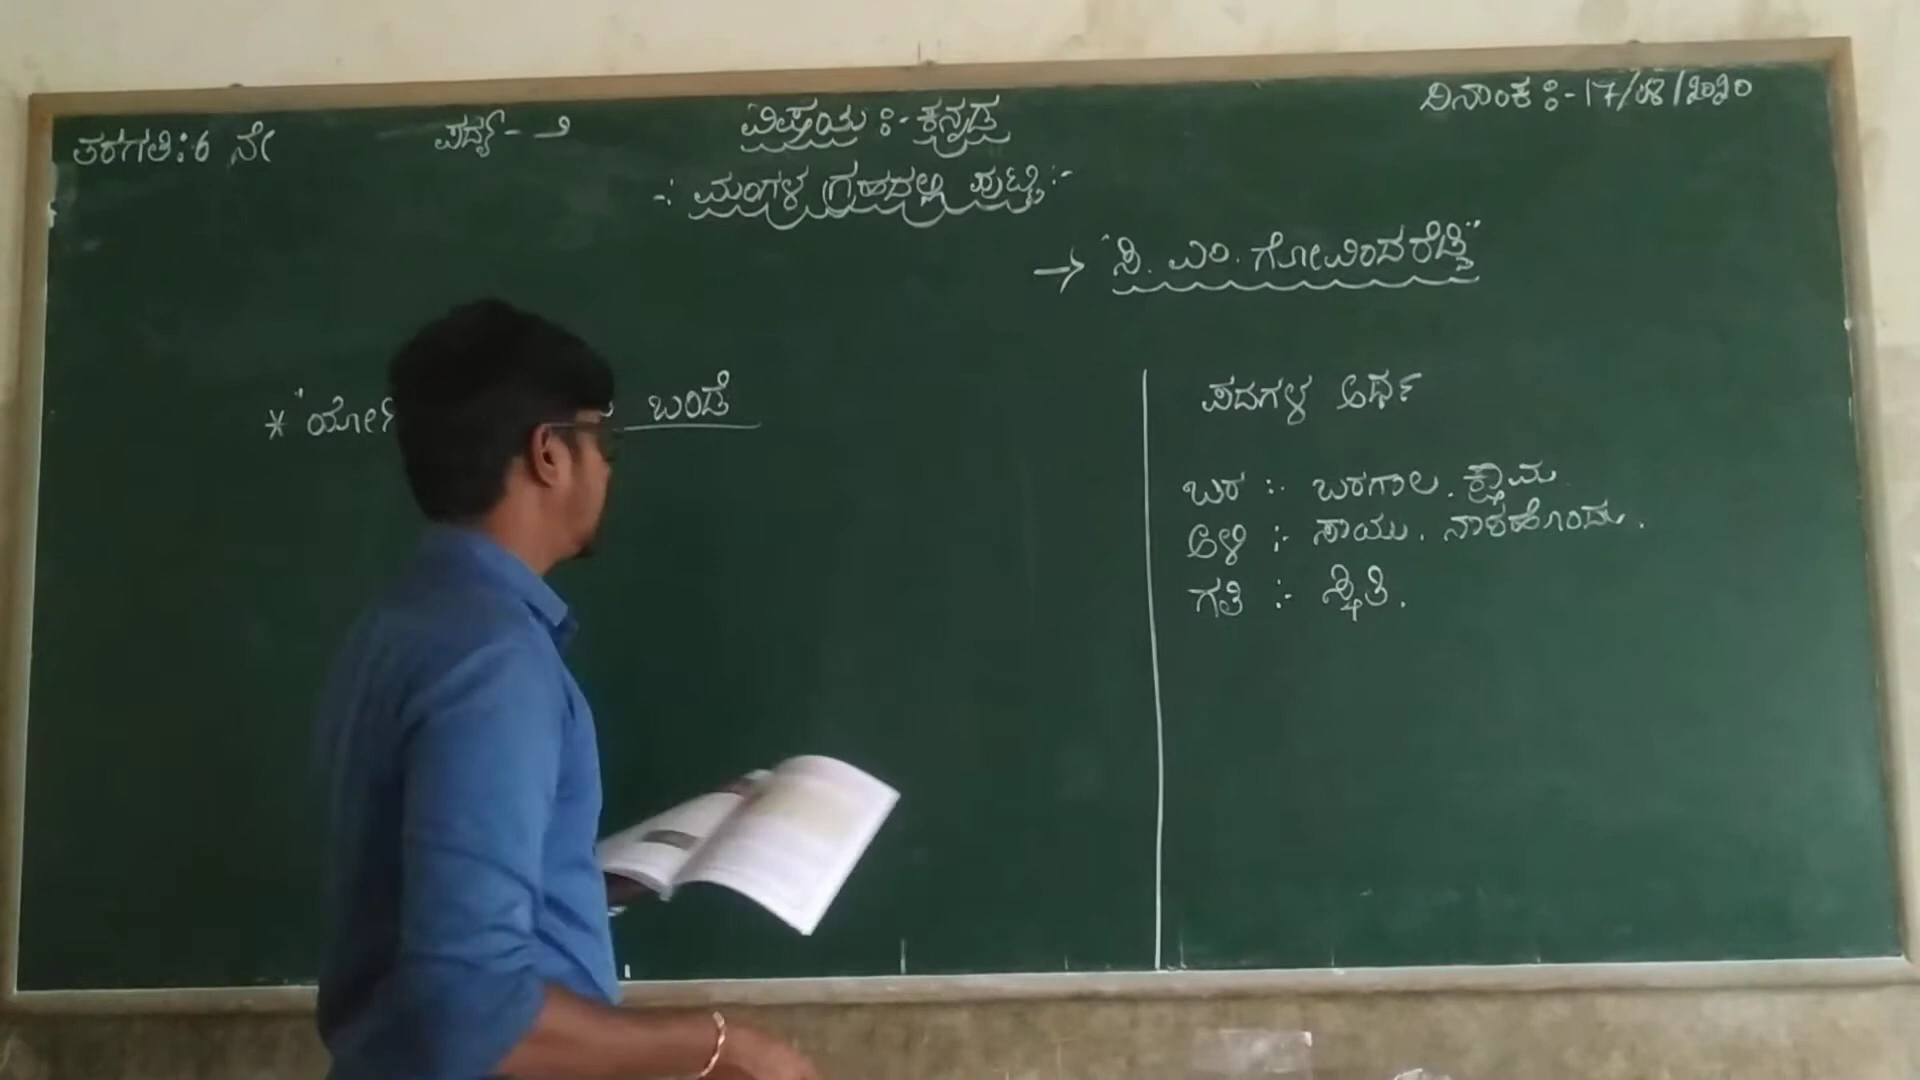 ತರಗತಿ:6 ನೇ
ಪದ್ಯ-೨
ವಿಷಯ :- ಕನ್ನಡ
ದಿನಾಂಕ :- 17/08/2020
-: ಮಂಗಳ ಗ್ರಹದಲ್ಲಿ ಪುಟ್ಟಿ :-
→ "ಸಿ. ಎಂ. ಗೋವಿಂದರೆಡ್ಡಿ"
* ಬಂಡೆ
ಪದಗಳ ಅರ್ಥ
ಬರ :- ಬರಗಾಲ. ಕ್ಷಾಮ
ಅಳಿ :- ಸಾಯು. ನಾಶಹೊಂದು.
ಗತಿ :- ಸ್ಥಿತಿ.